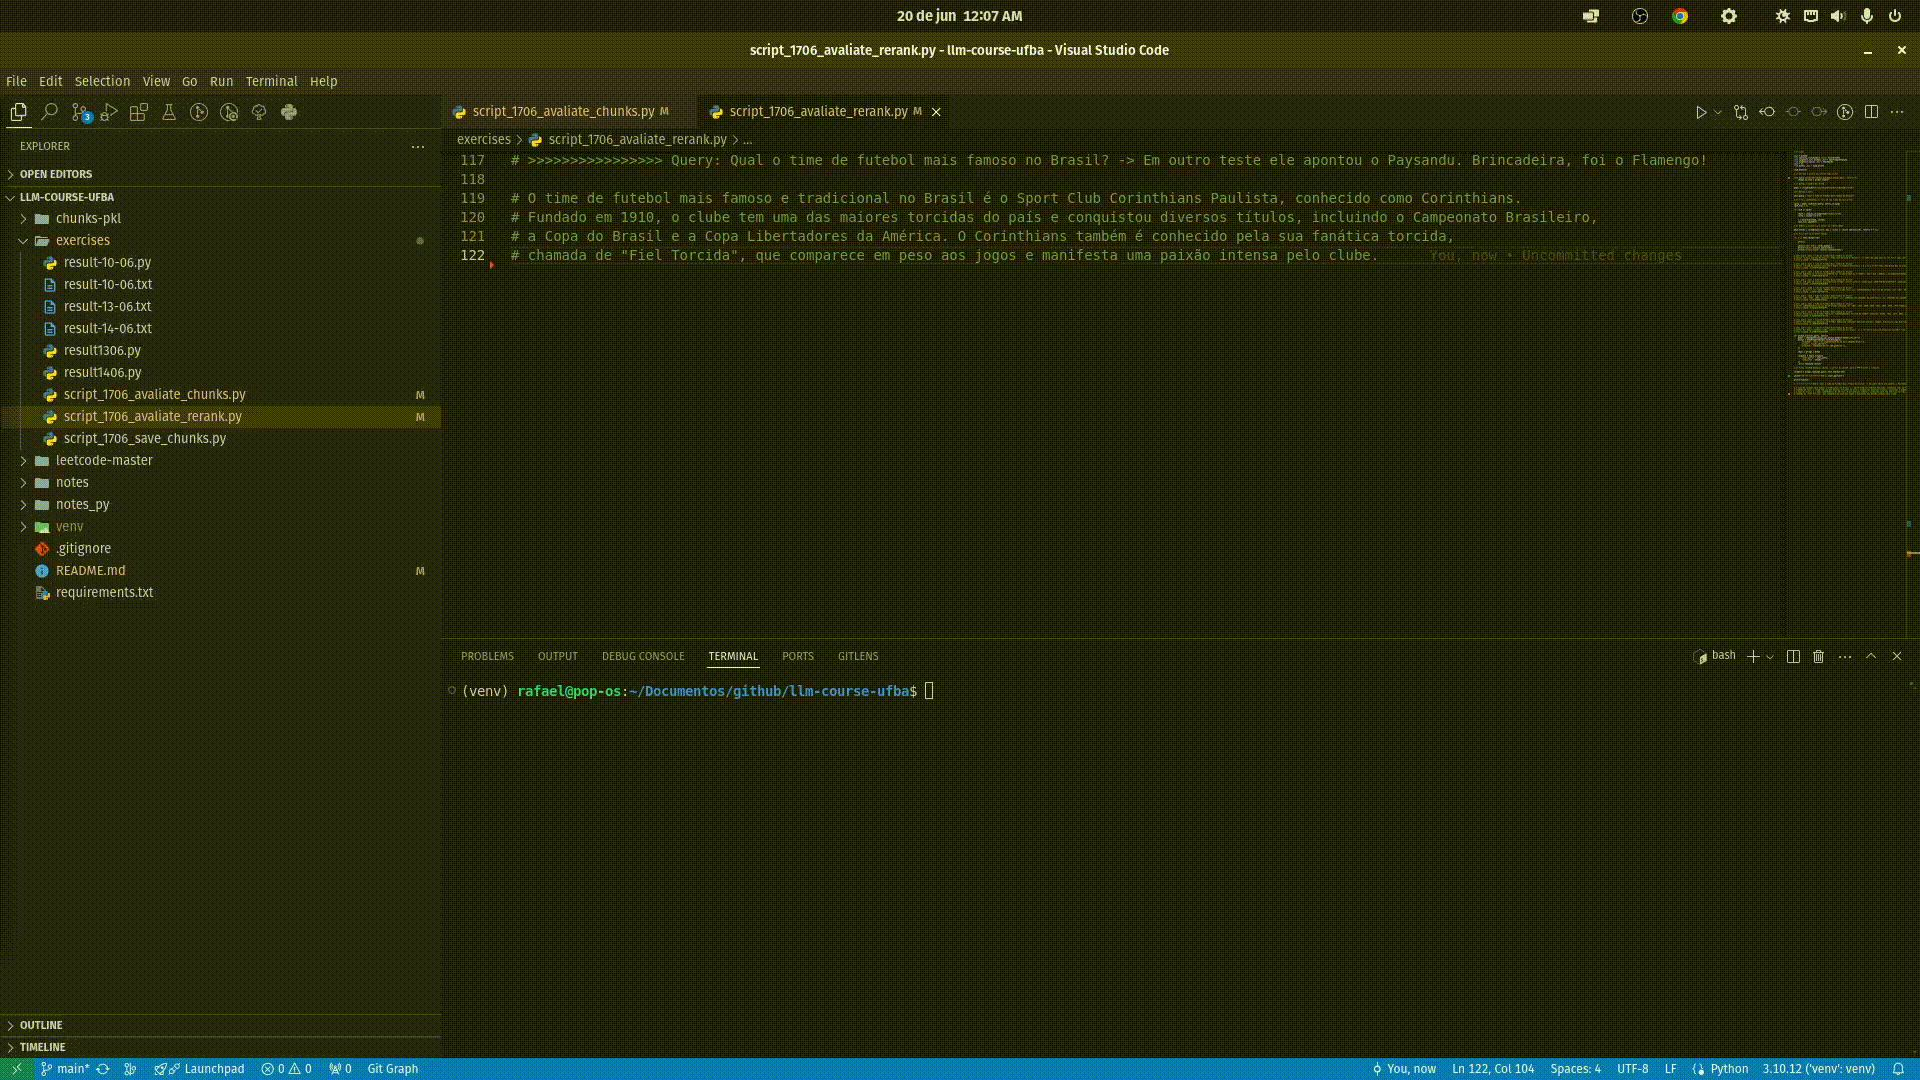 20 de jun 12:07 AM
script_1706_avaliate_rerank.py - llm-course-ufba - Visual Studio Code
File Edit Selection View Go Run Terminal Help
3
script_1706_avaliate_chunks.py M
script_1706_avaliate_rerank.py M
EXPLORER
exercises > script_1706_avaliate_rerank.py > ...
OPEN EDITORS
LLM-COURSE-UFBA
chunks-pkl
exercises
result-10-06.py
result-10-06.txt
result-13-06.txt
result-14-06.txt
result1306.py
result1406.py
script_1706_avaliate_chunks.py M
script_1706_avaliate_rerank.py M
script_1706_save_chunks.py
leetcode-master
notes
notes_py
venv
.gitignore
README.md M
requirements.txt
OUTLINE
TIMELINE
117 # >>>>>>>>>>>>>>>> Query: Qual o time de futebol mais famoso no Brasil? -> Em outro teste ele apontou o Paysandu. Brincadeira, foi o Flamengo!
118
119 # O time de futebol mais famoso e tradicional no Brasil é o Sport Club Corinthians Paulista, conhecido como Corinthians.
120 # Fundado em 1910, o clube tem uma das maiores torcidas do país e conquistou diversos títulos, incluindo o Campeonato Brasileiro,
121 # a Copa do Brasil e a Copa Libertadores da América. O Corinthians também é conhecido pela sua fanática torcida,
122 # chamada de "Fiel Torcida", que comparece em peso aos jogos e manifesta uma paixão intensa pelo clube. You, now • Uncommitted changes
PROBLEMS OUTPUT DEBUG CONSOLE TERMINAL PORTS GITLENS
bash
(venv) rafael@pop-os:~/Documentos/github/llm-course-ufba$
main* Launchpad 0 0 0 Git Graph
You, now Ln 122, Col 104 Spaces: 4 UTF-8 LF Python 3.10.12 ('venv': venv)